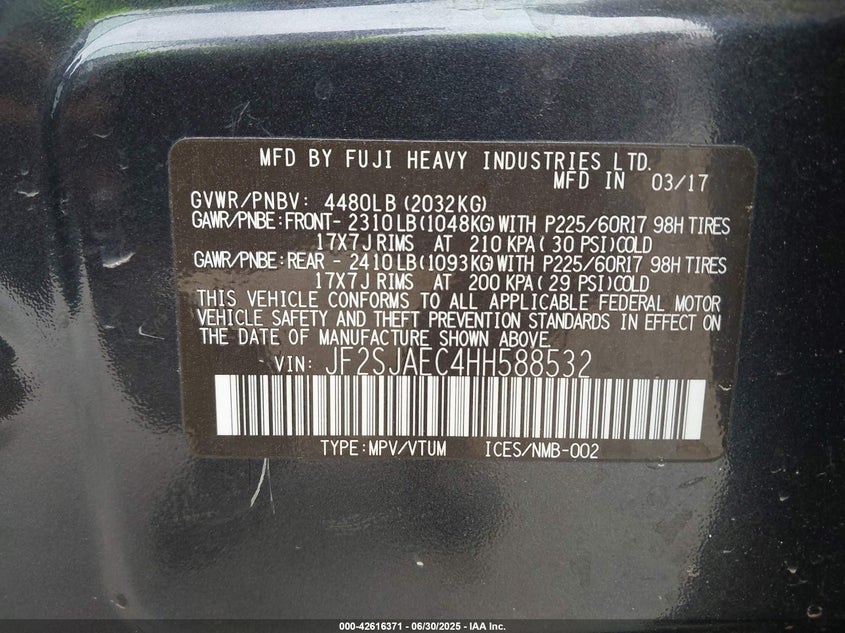 MFD BY FUJI HEAVY INDUSTRIES LTD.
MFD IN 03/17
GVWR/PNBV: 4480LB (2032KG)
GAWR/PNBE: FRONT- 2310LB (1048KG) WITH P225/60R17 98H TIRES
17X7J RIMS AT 210 KPA ( 30 PSI) COLD
GAWR/PNBE: REAR - 2410LB (1093KG) WITH P225/60R17 98H TIRES
17X7J RIMS AT 200 KPA ( 29 PSI) COLD
THIS VEHICLE CONFORMS TO ALL APPLICABLE FEDERAL MOTOR
VEHICLE SAFETY AND THEFT PREVENTION STANDARDS IN EFFECT ON
THE DATE OF MANUFACTURE SHOWN ABOVE.
VIN: JF2SJAEC4HH588532
TYPE: MPV/VTUM ICES/NMB-002
000-42616371 - 06/30/2025 - IAA Inc.